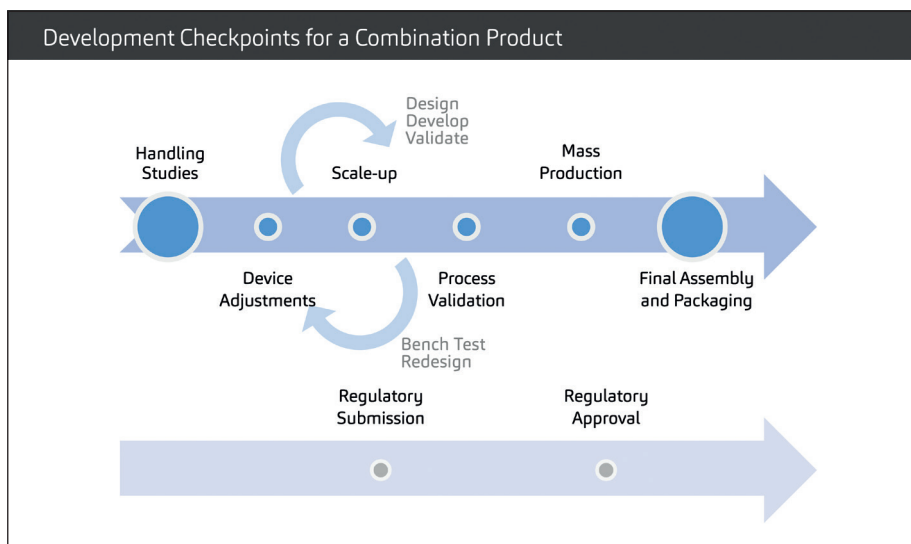 Development Checkpoints for a Combination Product
Design
Develop
Validate
Handling
Studies
Scale-up
Mass
Production
Device
Adjustments
Process
Validation
Final Assembly
and Packaging
Bench Test
Redesign
Regulatory
Submission
Regulatory
Approval